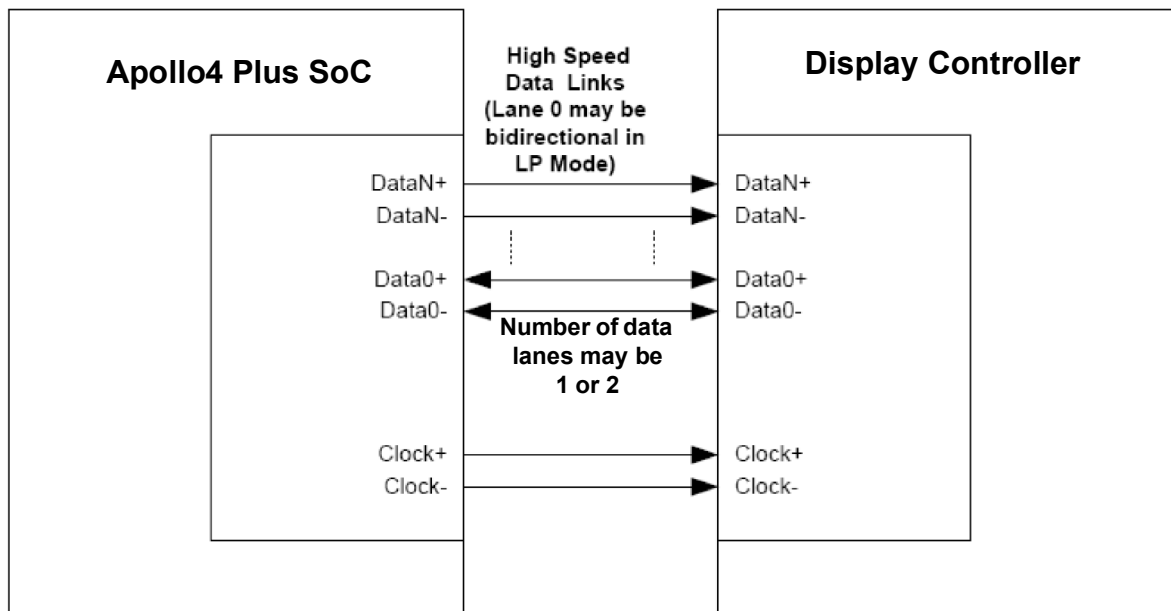 Apollo4 Plus SoC
High Speed
Data Links
(Lane 0 may be
bidirectional in
LP Mode)
Display Controller
DataN+
DataN+
DataN-
DataN-
Data0+
Data0+
Data0-
Data0-
Number of data
lanes may be
1 or 2
Clock+
Clock+
Clock-
Clock-